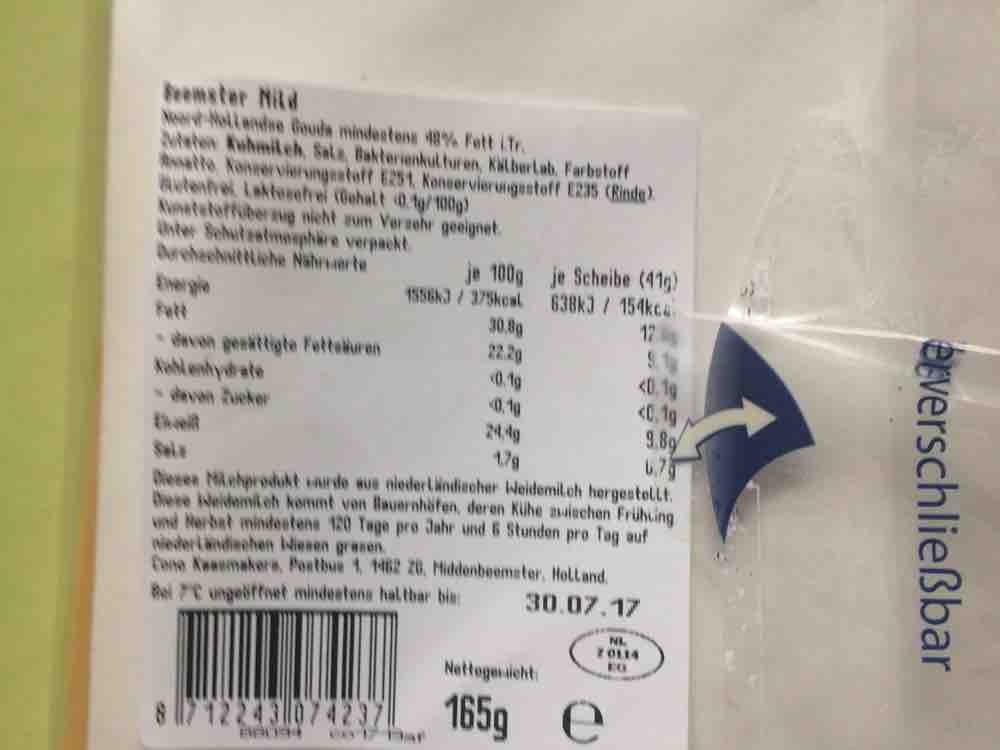 Beemster Mild
Noord-Hollandse Gouda mindestens 48% Fett i.Tr.
Zutaten: Kuhmilch, Salz, Bakterienkulturen, Kälberlab, Farbstoff
Annatto, Konservierungsstoff E251, Konservierungsstoff E235 (Rinde).
Glutenfrei, Laktosefrei (Gehalt <0.1g/100g)
Kunststoffüberzug nicht zum Verzehr geeignet.
Unter Schutzatmosphäre verpackt.
Durchschnittliche Nährwerte
je 100g je Scheibe (41g)
Energie 1556kJ / 375kcal 638kJ / 154kca
Fett 30.8g 12
- davon gesättigte Fettsäuren 22.2g 9.1g
Kohlenhydrate <0.1g <0.1g
- davon Zucker <0.1g <0.1g
Eiweiß 24,4g 9.8g
Salz 1.7g 0,7g
Dieses Milchprodukt wurde aus niederländischer Weidemilch hergestellt.
Diese Weidemilch kommt von Bauernhöfen, deren Kühe zwischen Frühling
und Herbst mindestens 120 Tage pro Jahr und 6 Stunden pro Tag auf
niederländischen Wiesen grasen.
Cono Kaasmakers, Postbus 1, 1462 ZG, Middenbeemster, Holland.
Bei 7°C ungeöffnet mindestens haltbar bis: 30.07.17
NL
Z 0114
EG
Nettogewicht:
165g e
8 712243 074237
erverschließbar